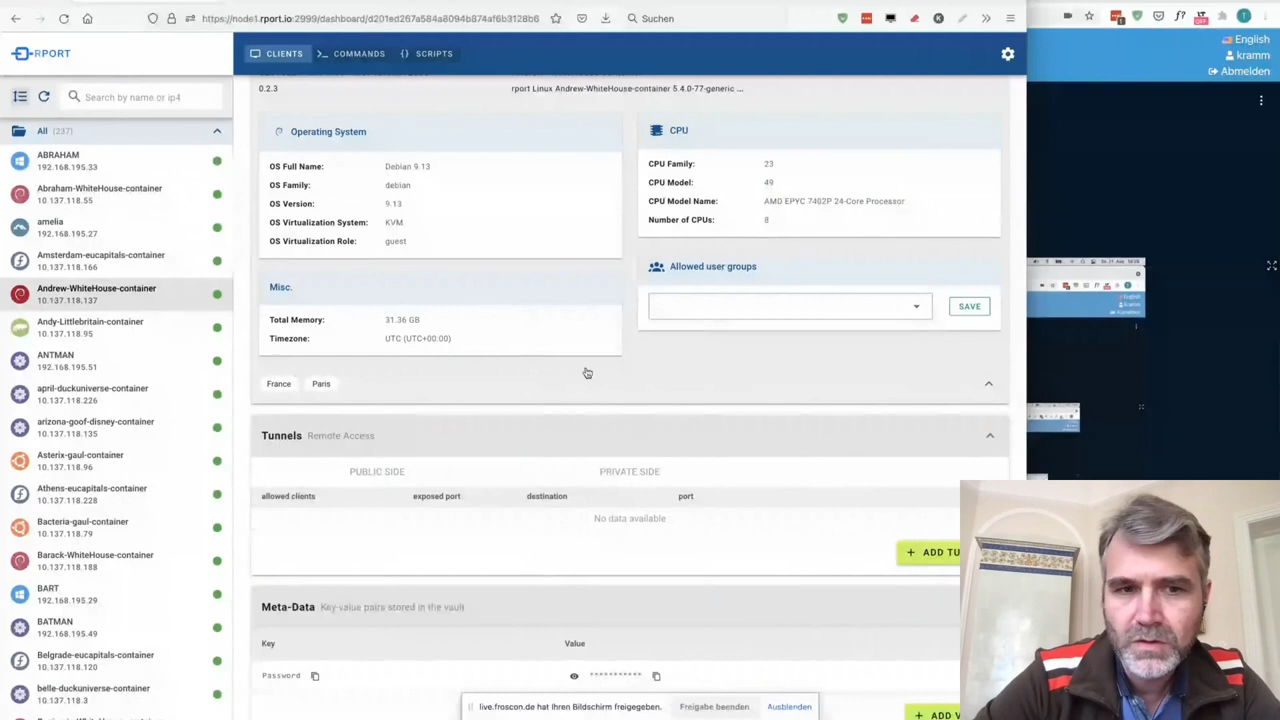 https://node1.rport.io:2999/dashboard/d201ed267a584a8094b874af6b3128b6
Suchen
English
kramm
Abmelden
RPORT
CLIENTS
COMMANDS
SCRIPTS
Search by name or ip4
All (237)
ABRAHAM
192.168.195.33
Abraham-WhiteHouse-container
10.137.118.55
amelia
192.168.195.27
Amsterdam-eucapitals-container
10.137.118.166
Andrew-WhiteHouse-container
10.137.118.137
Andy-Littlebritain-container
10.137.118.95
ANTMAN
192.168.195.51
april-duckuniverse-container
10.137.118.226
arizona-goof-disney-container
10.137.118.135
Asterix-gaul-container
10.137.118.96
Athens-eucapitals-container
10.137.118.228
Bacteria-gaul-container
10.137.118.79
Barack-WhiteHouse-container
10.137.118.188
BART
192.168.195.29
BATMAN
192.168.195.49
Belgrade-eucapitals-container
10.137.118.120
belle-duckuniverse-container
10.137.118.3
0.2.3
rport Linux Andrew-WhiteHouse-container 5.4.0-77-generic ...
Operating System
OS Full Name: Debian 9.13
OS Family: debian
OS Version: 9.13
OS Virtualization System: KVM
OS Virtualization Role: guest
CPU
CPU Family: 23
CPU Model: 49
CPU Model Name: AMD EPYC 7402P 24-Core Processor
Number of CPUs: 8
Misc.
Total Memory: 31.36 GB
Timezone: UTC (UTC+00:00)
Allowed user groups
SAVE
France
Paris
Tunnels Remote Access
PUBLIC SIDE
PRIVATE SIDE
allowed clients
exposed port
destination
port
No data available
+ ADD TU
Meta-Data Key-value pairs stored in the vault
Key
Value
Password
***********
+ ADD V
live.froscon.de hat Ihren Bildschirm freigegeben.
Freigabe beenden
Ausblenden